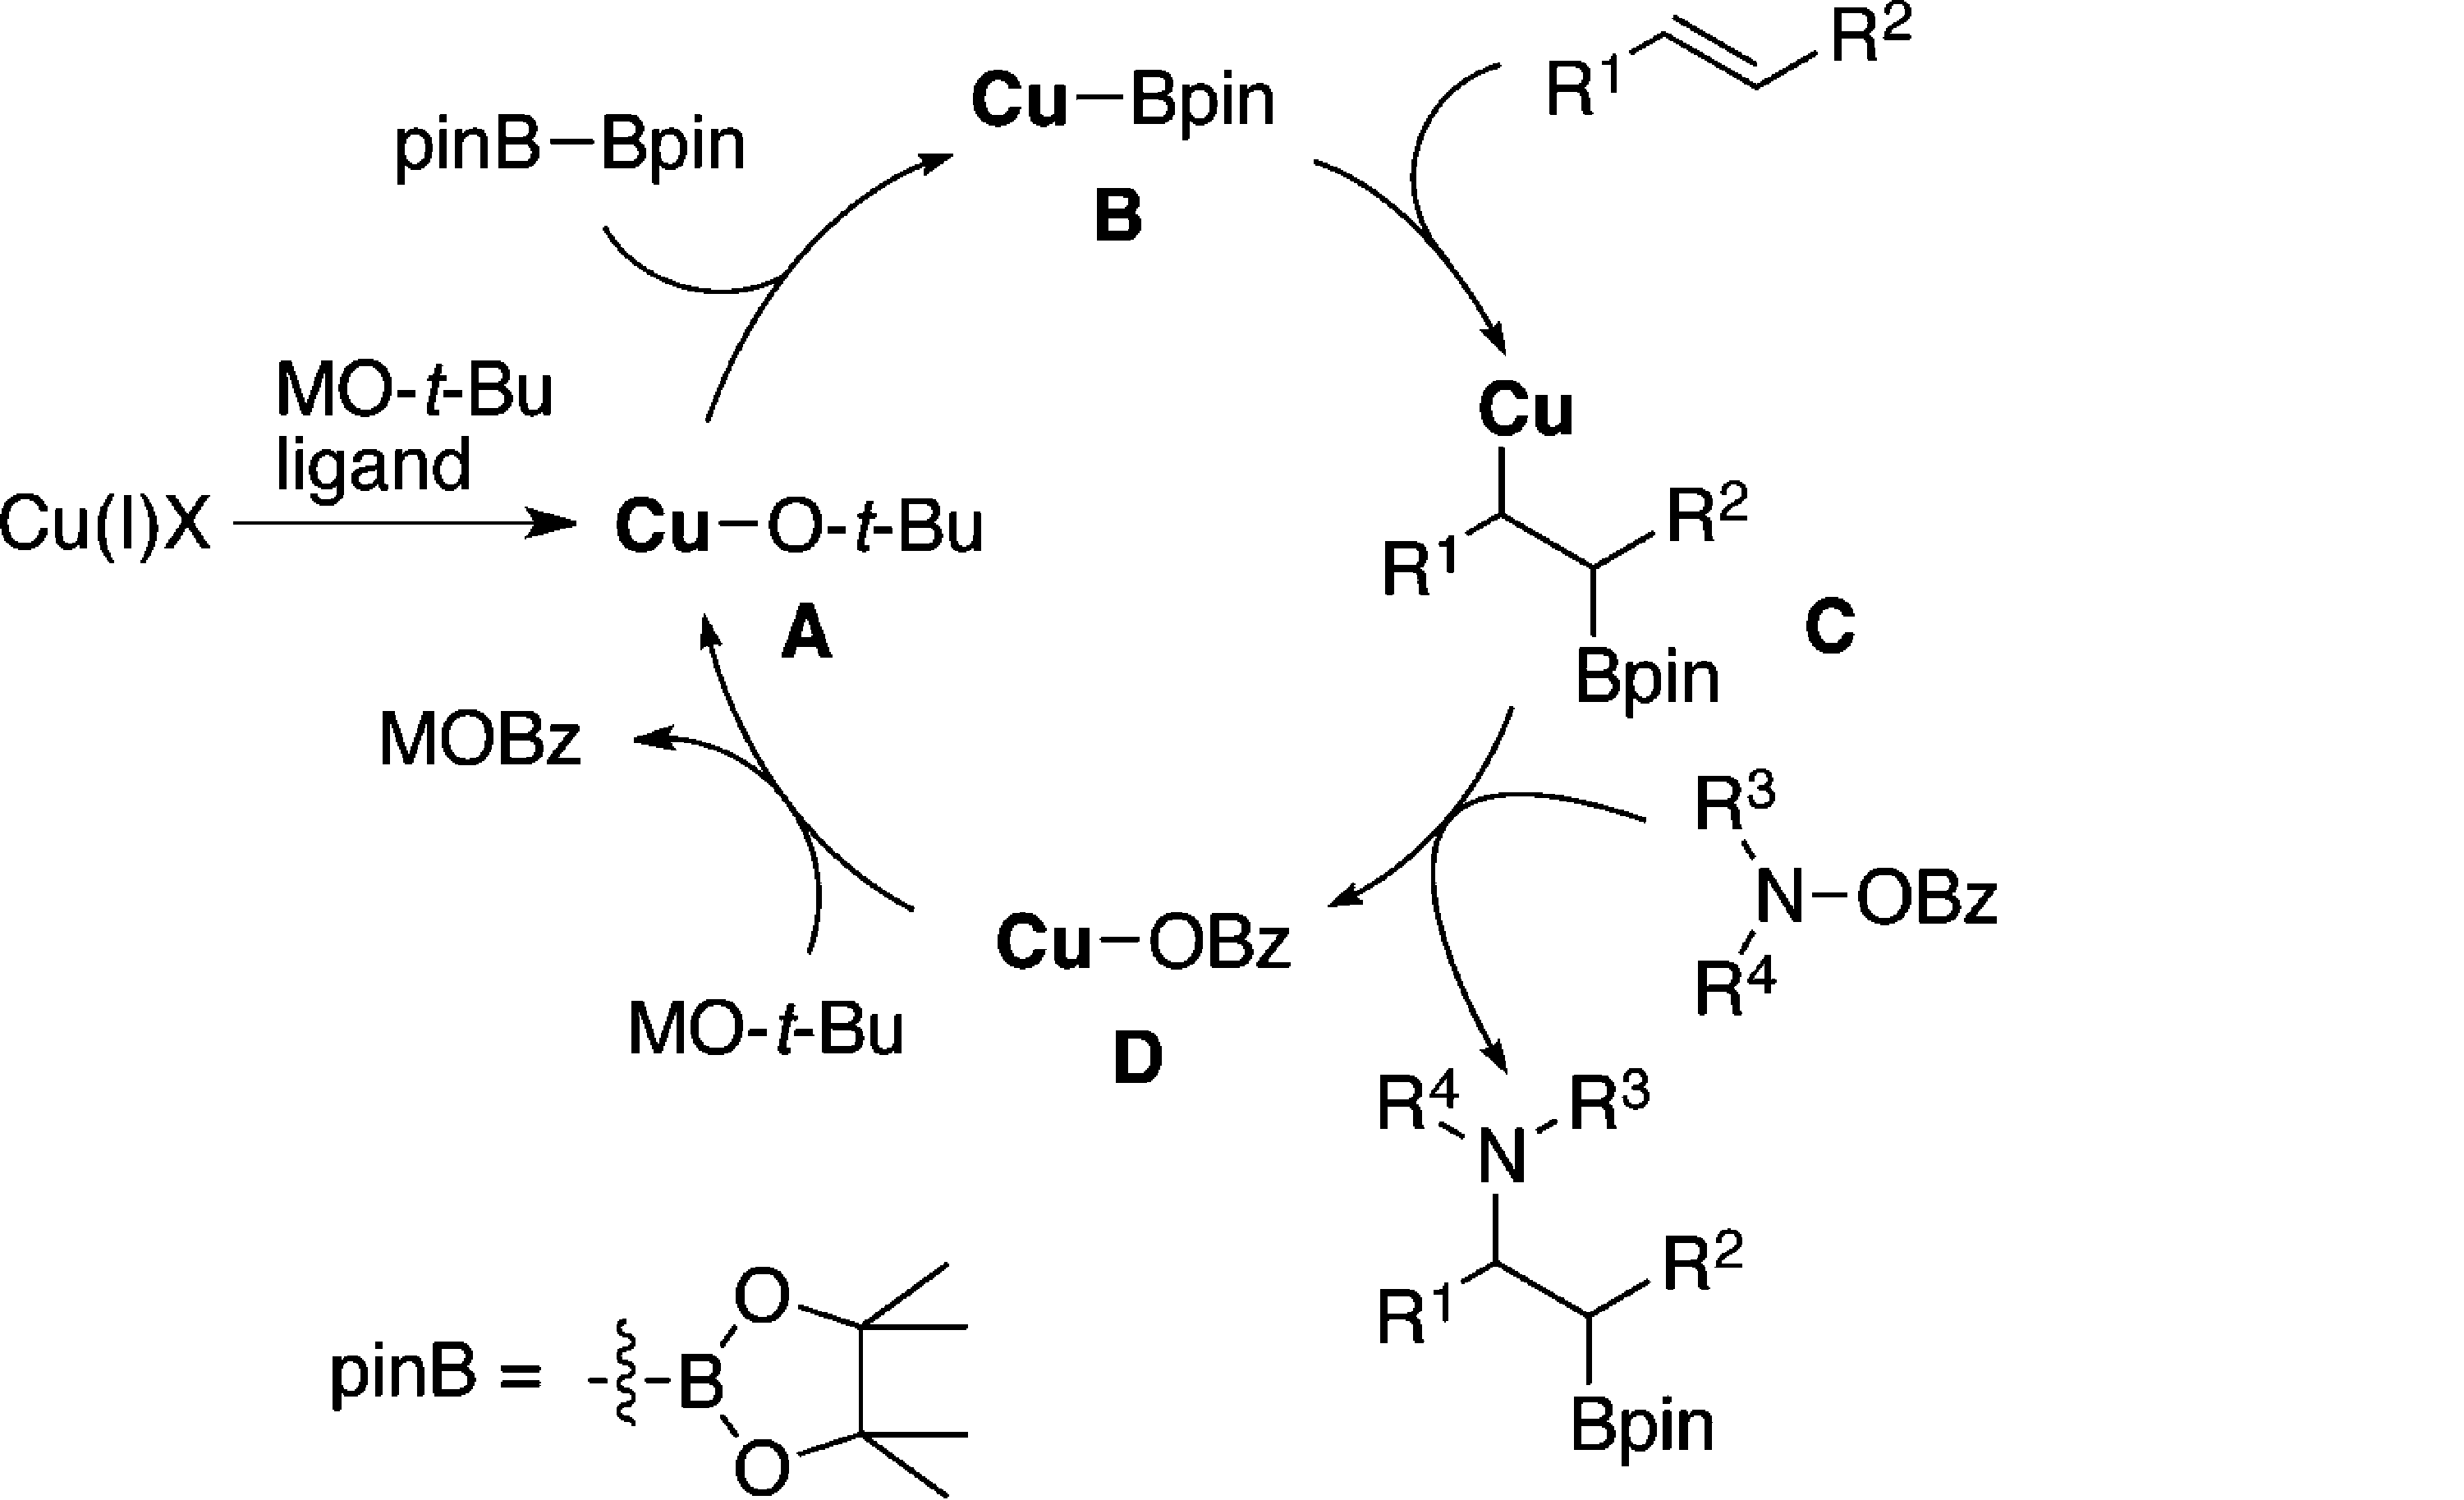 Cu—Bpin
B
R¹
R²
pinB—Bpin
MO-t-Bu
ligand
Cu(I)X
Cu—O-t-Bu
A
Cu
R¹
R²
Bpin
C
MOBz
MO-t-Bu
Cu—OBz
D
R³
N—OBz
R⁴
R⁴
N
R³
R¹
R²
Bpin
pinB =
B
O
O